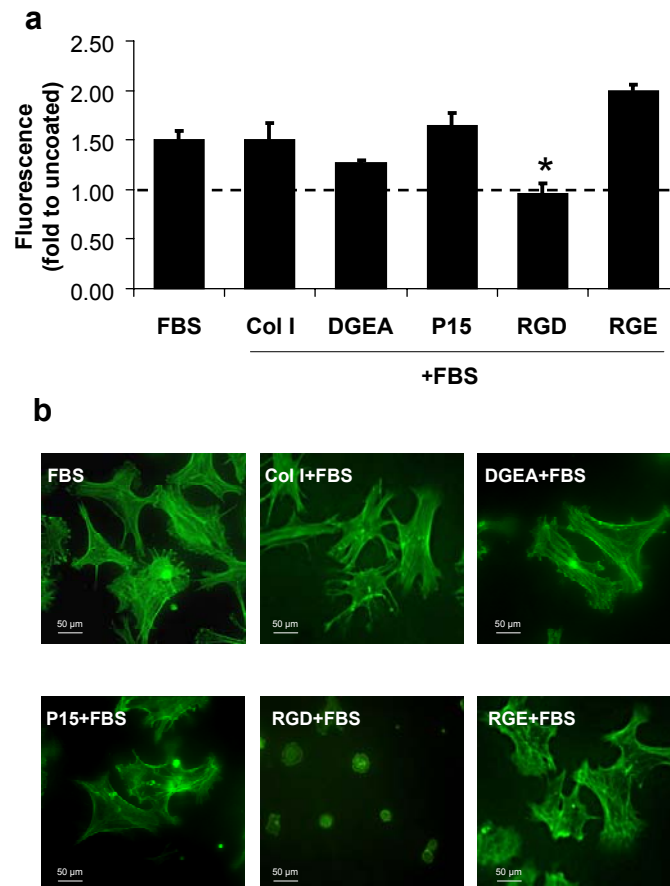 a
Fluorescence
(fold to uncoated)
2.50
2.00
1.50
1.00
0.50
0.00
*
FBS Col I DGEA P15 RGD RGE
+FBS
b
FBS Col I+FBS DGEA+FBS
50 µm 50 µm 50 µm
P15+FBS RGD+FBS RGE+FBS
50 µm 50 µm 50 µm